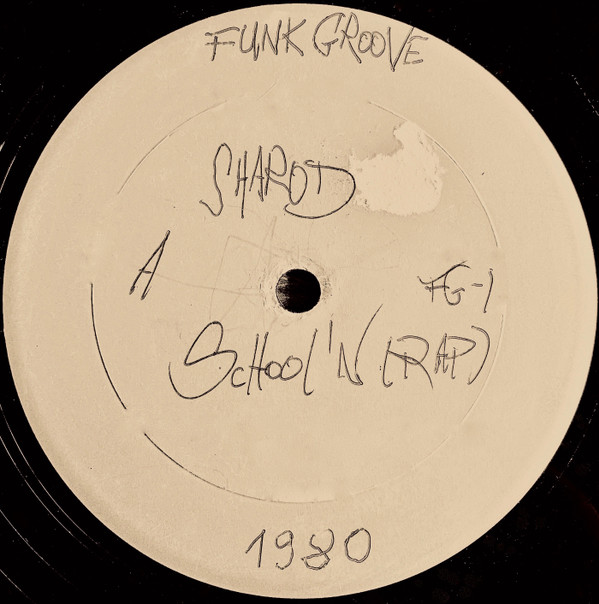 FUNK GROOVE
SHAROD
A
FG-1
SCHOOL'N (RAP)
1980